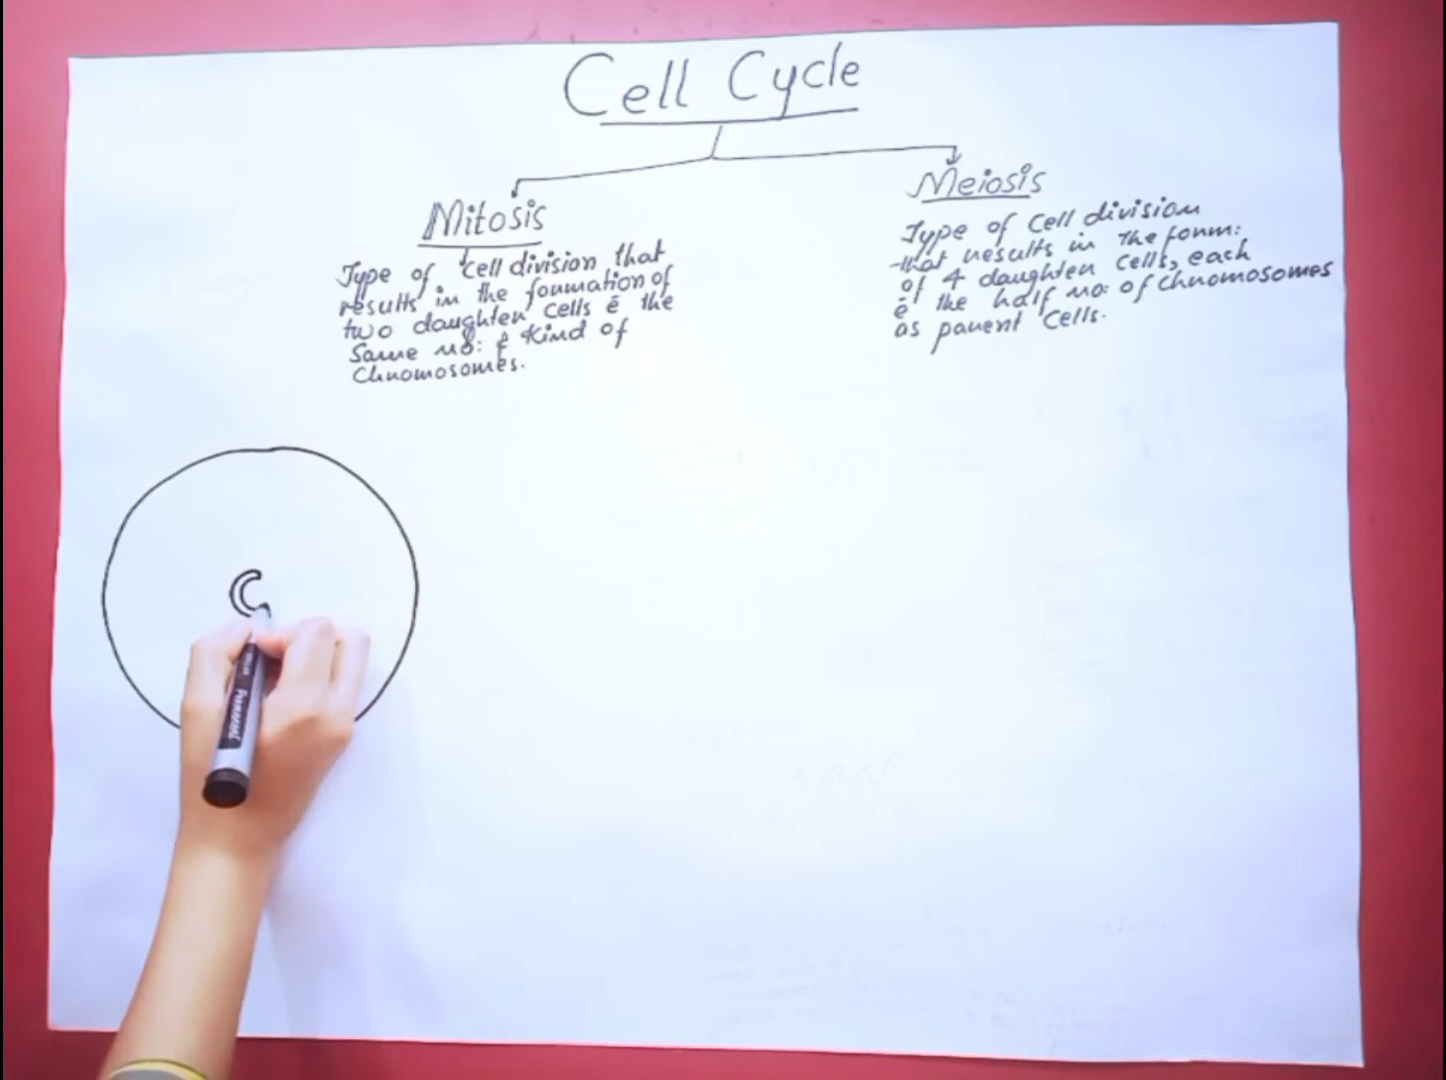 Cell Cycle
Mitosis
Type of cell division that
results in the formation of
two daughter cells c̄ the
Same no: & Kind of
Chromosomes.
Meiosis
Type of Cell division
that results in the form:
of 4 daughter Cells, each
c̄ the half no: of Chromosomes
as parent Cells.